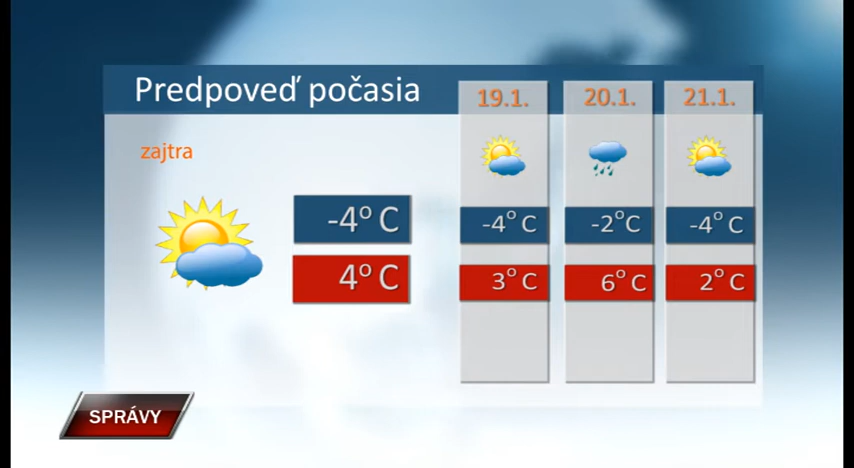 Predpoveď počasia
zajtra
-4° C
4° C
19.1.
-4° C
3° C
20.1.
-2°C
6° C
21.1.
-4° C
2° C
SPRÁVY